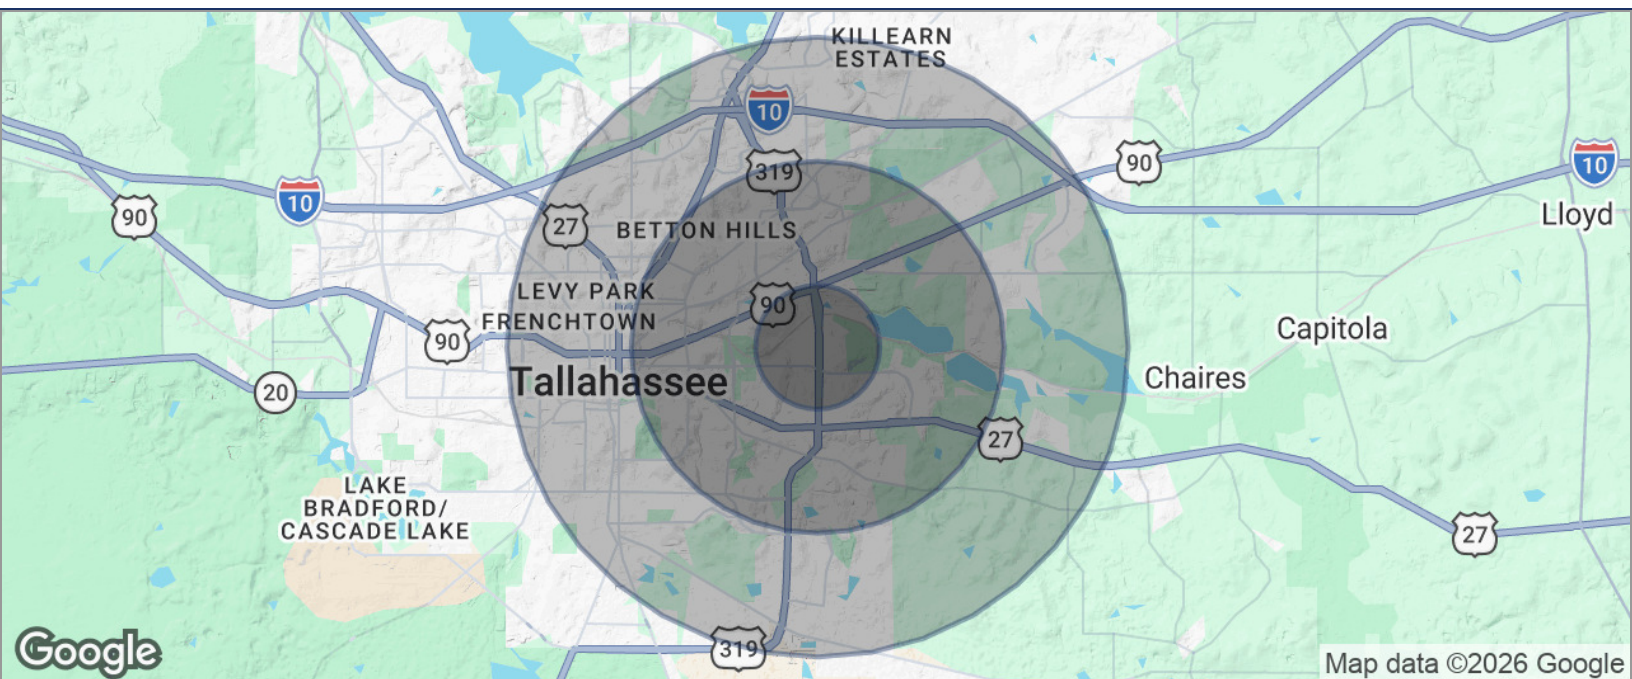 KILLEARN
ESTATES
10
90
10
319
90
10
Lloyd
27
BETTON HILLS
LEVY PARK
90
FRENCHTOWN
Capitola
90
Tallahassee
Chaires
20
27
LAKE
BRADFORD/
CASCADE LAKE
27
319
Google
Map data ©2026 Google